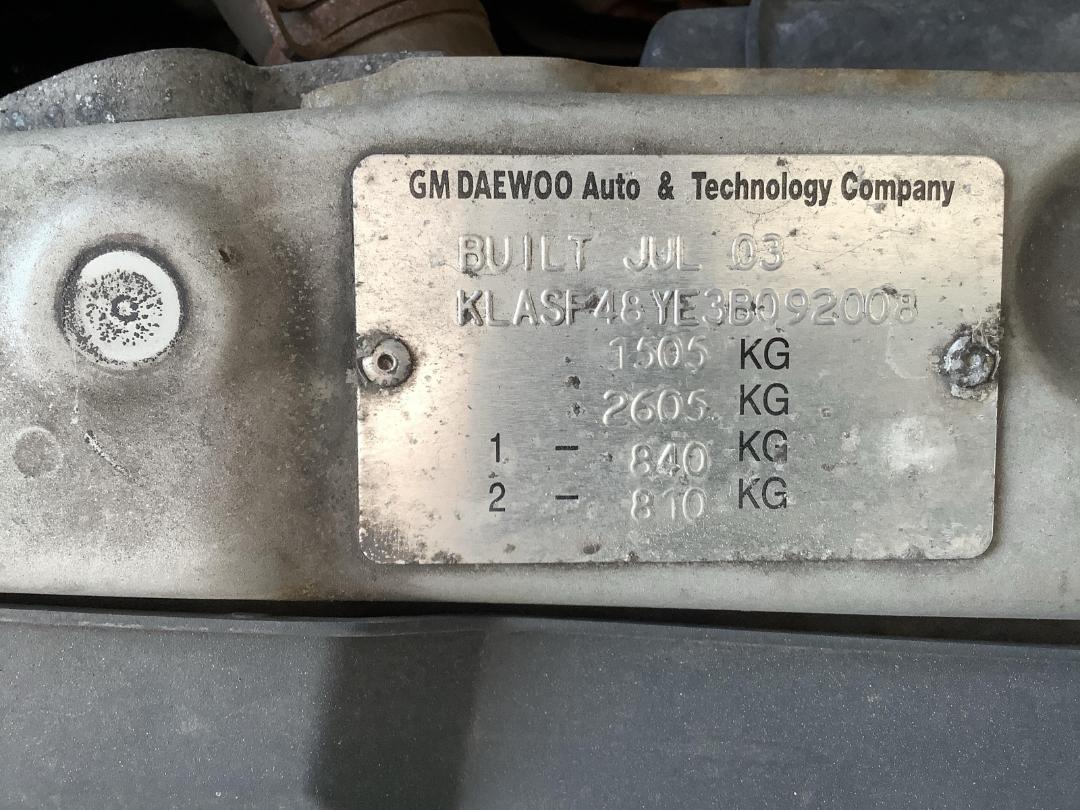 GM DAEWOO Auto & Technology Company
BUILT JUL 03
KLASF48YE3B092008
1505 KG
2605 KG
1 - 840 KG
2 - 810 KG